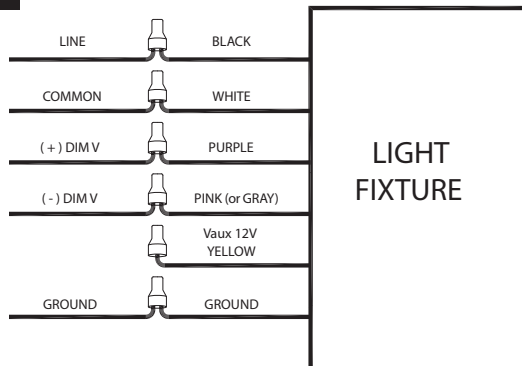 LINE BLACK
COMMON WHITE
( + ) DIM V PURPLE
( - ) DIM V PINK (or GRAY)
Vaux 12V
YELLOW
GROUND GROUND
LIGHT
FIXTURE